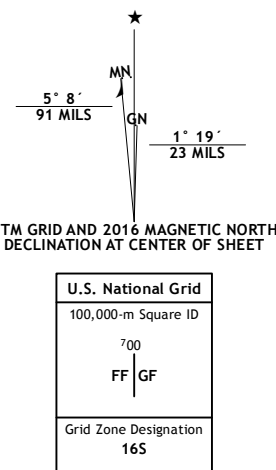 ★
MN
GN
5° 8´
91 MILS
1° 19´
23 MILS
TM GRID AND 2016 MAGNETIC NORTH
DECLINATION AT CENTER OF SHEET
U.S. National Grid
100,000-m Square ID
⁷00
FF GF
Grid Zone Designation
16S